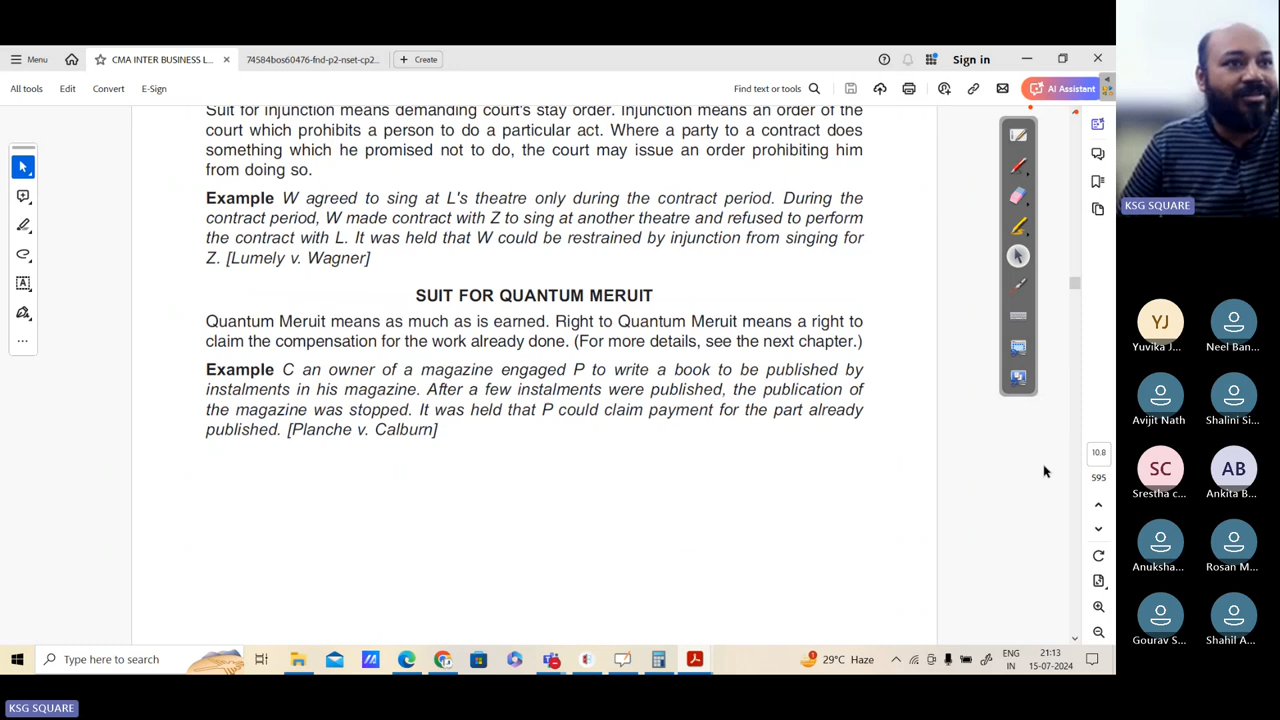 Menu
CMA INTER BUSINESS L...
74584bos60476-fnd-p2-nset-cp2...
Create
Sign in
All tools
Edit
Convert
E-Sign
Find text or tools
AI Assistant
Suit for injunction means demanding court's stay order. Injunction means an order of the
court which prohibits a person to do a particular act. Where a party to a contract does
something which he promised not to do, the court may issue an order prohibiting him
from doing so.
Example W agreed to sing at L's theatre only during the contract period. During the
contract period, W made contract with Z to sing at another theatre and refused to perform
the contract with L. It was held that W could be restrained by injunction from singing for
Z. [Lumely v. Wagner]
SUIT FOR QUANTUM MERUIT
Quantum Meruit means as much as is earned. Right to Quantum Meruit means a right to
claim the compensation for the work already done. (For more details, see the next chapter.)
Example C an owner of a magazine engaged P to write a book to be published by
instalments in his magazine. After a few instalments were published, the publication of
the magazine was stopped. It was held that P could claim payment for the part already
published. [Planche v. Calburn]
10.8
595
KSG SQUARE
YJ
Yuvika J...
Neel Ban...
Avijit Nath
Shalini Si...
SC
Srestha c...
AB
Ankita B...
Anuksha...
Rosan M...
Gourav S...
Shahil A...
Type here to search
1
29°C Haze
ENG
IN
21:13
15-07-2024
KSG SQUARE